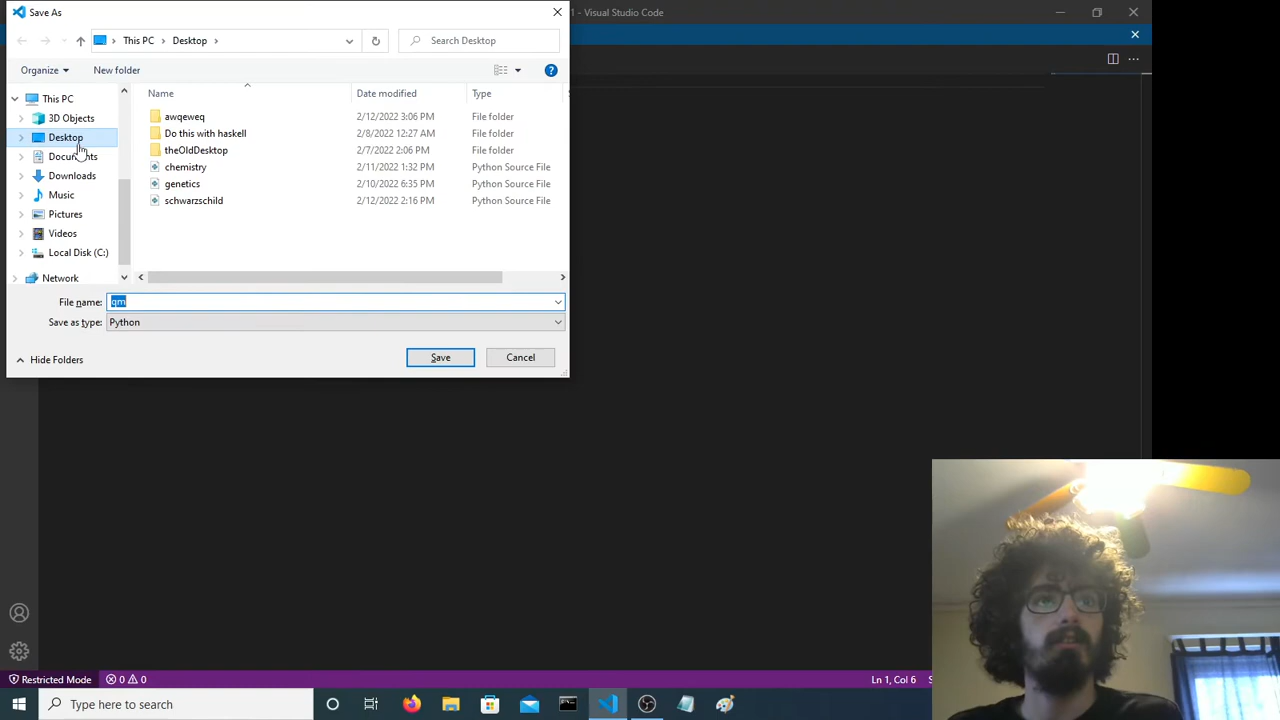 Save As
1 - Visual Studio Code
This PC > Desktop >
Search Desktop
Organize
New folder
This PC
3D Objects
Desktop
Documents
Downloads
Music
Pictures
Videos
Local Disk (C:)
Network
Name Date modified Type
awqeweq 2/12/2022 3:06 PM File folder
Do this with haskell 2/8/2022 12:27 AM File folder
theOldDesktop 2/7/2022 2:06 PM File folder
chemistry 2/11/2022 1:32 PM Python Source File
genetics 2/10/2022 6:35 PM Python Source File
schwarzschild 2/12/2022 2:16 PM Python Source File
File name: qm
Save as type: Python
Hide Folders
Save
Cancel
Restricted Mode 0 0
Ln 1, Col 6
Type here to search